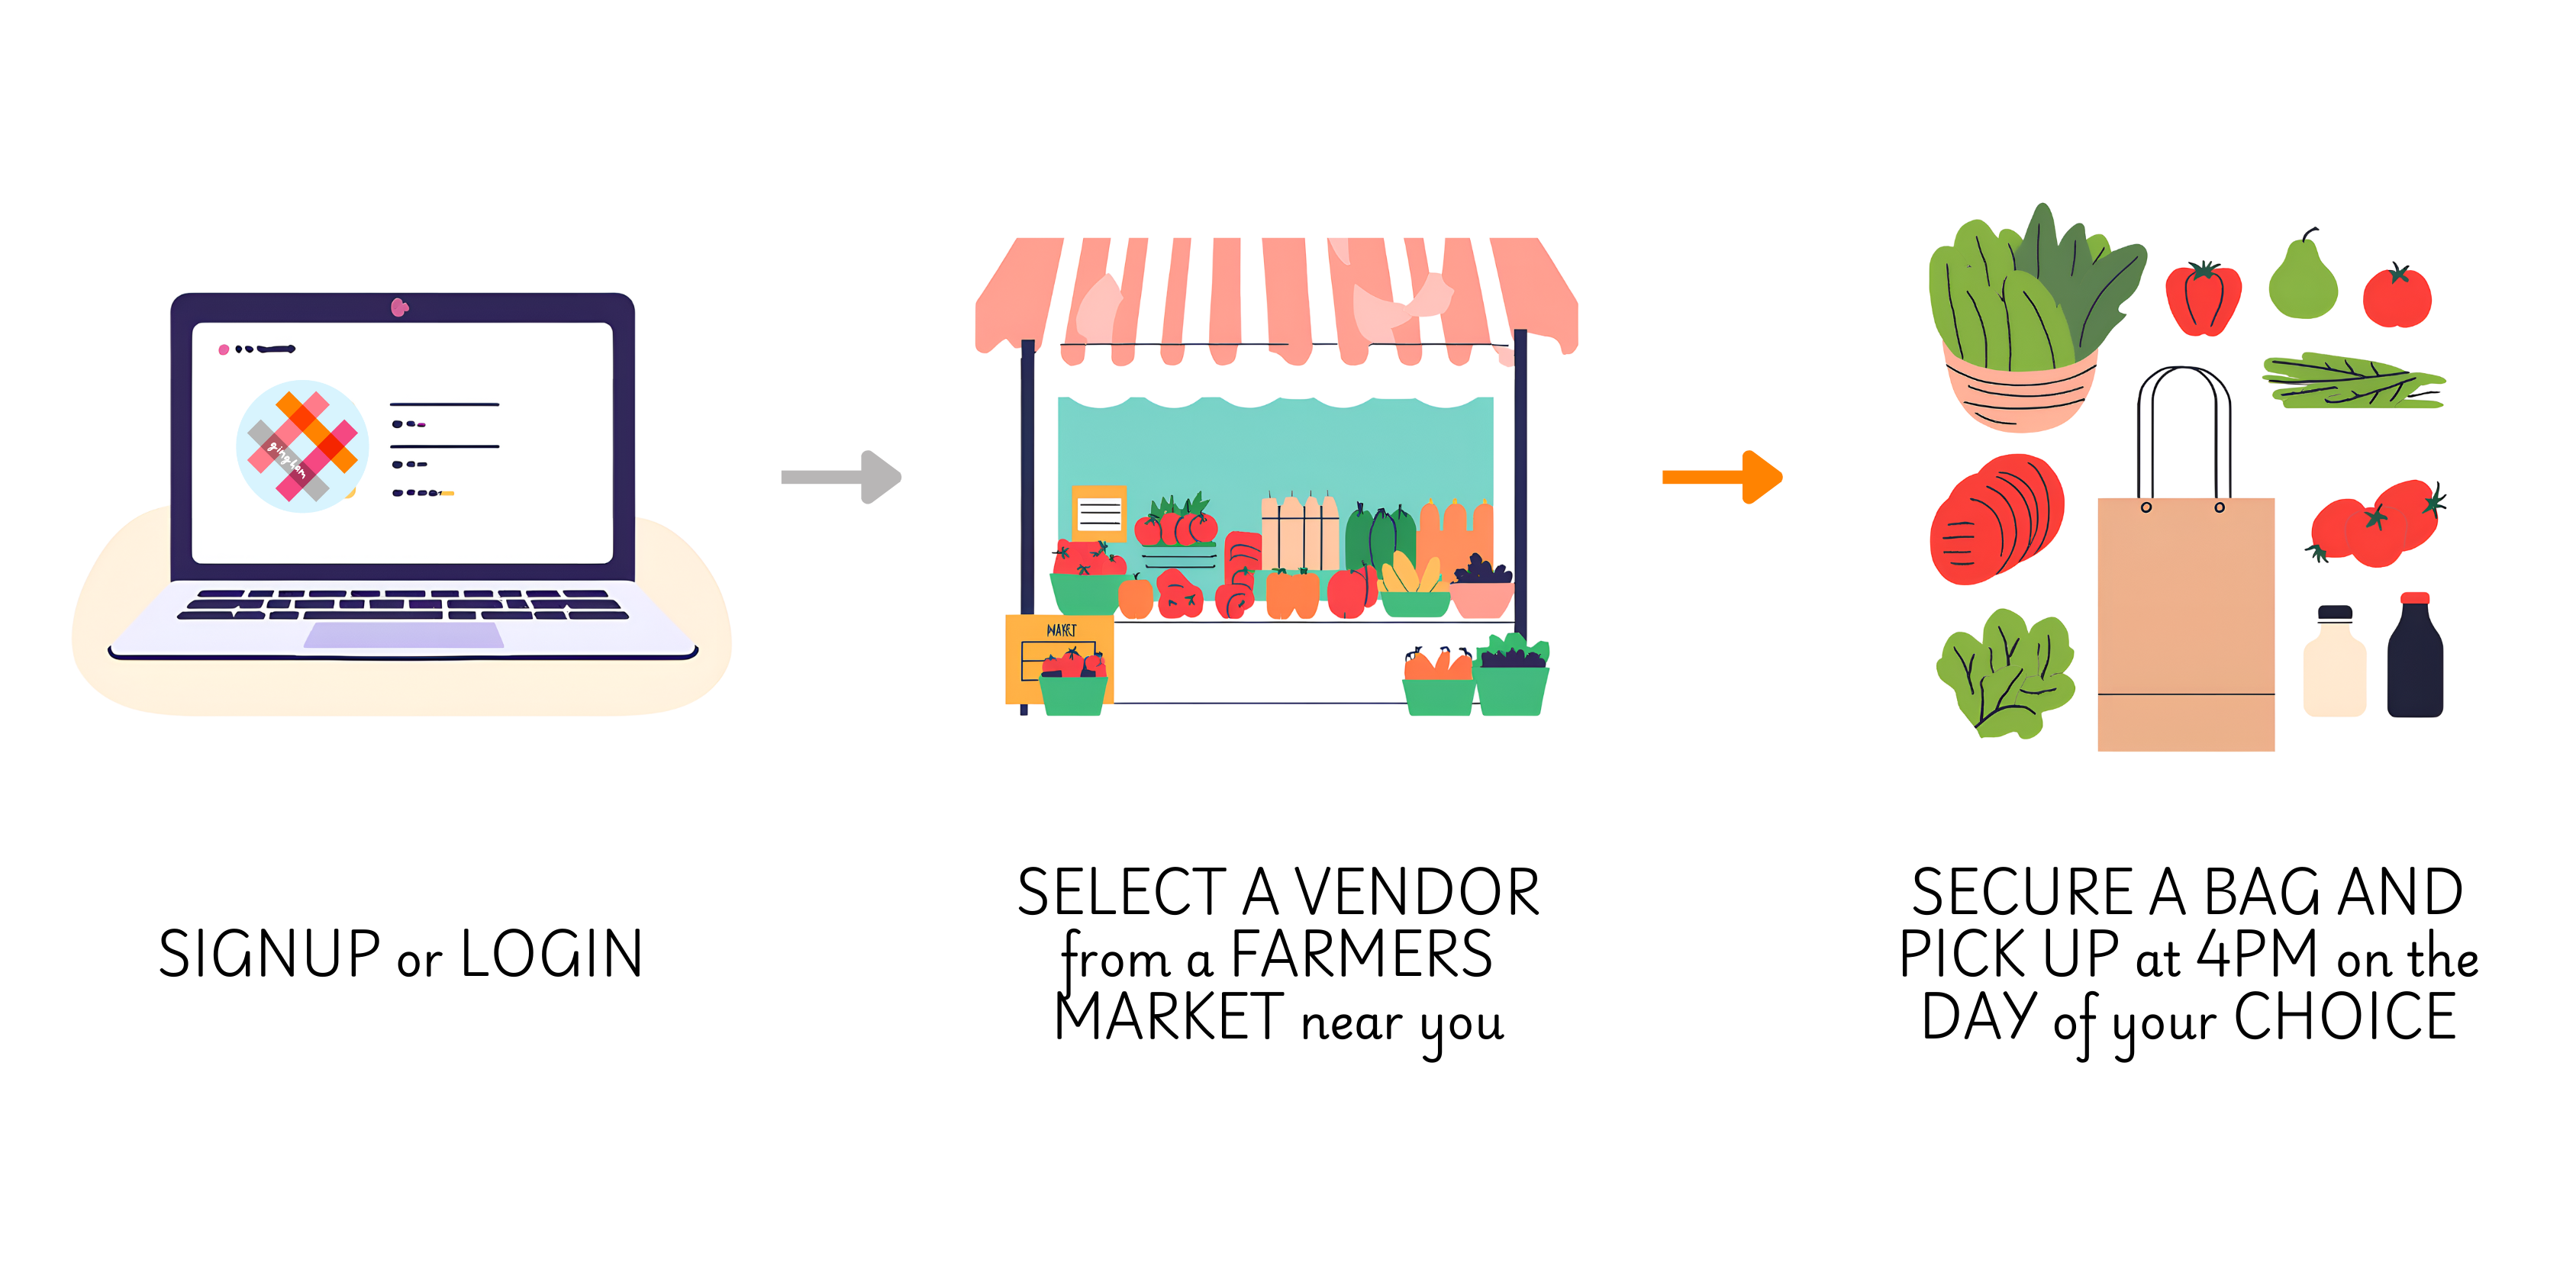 gingham
SIGNUP or LOGIN
SELECT A VENDOR
from a FARMERS
MARKET near you
SECURE A BAG AND
PICK UP at 4PM on the
DAY of your CHOICE